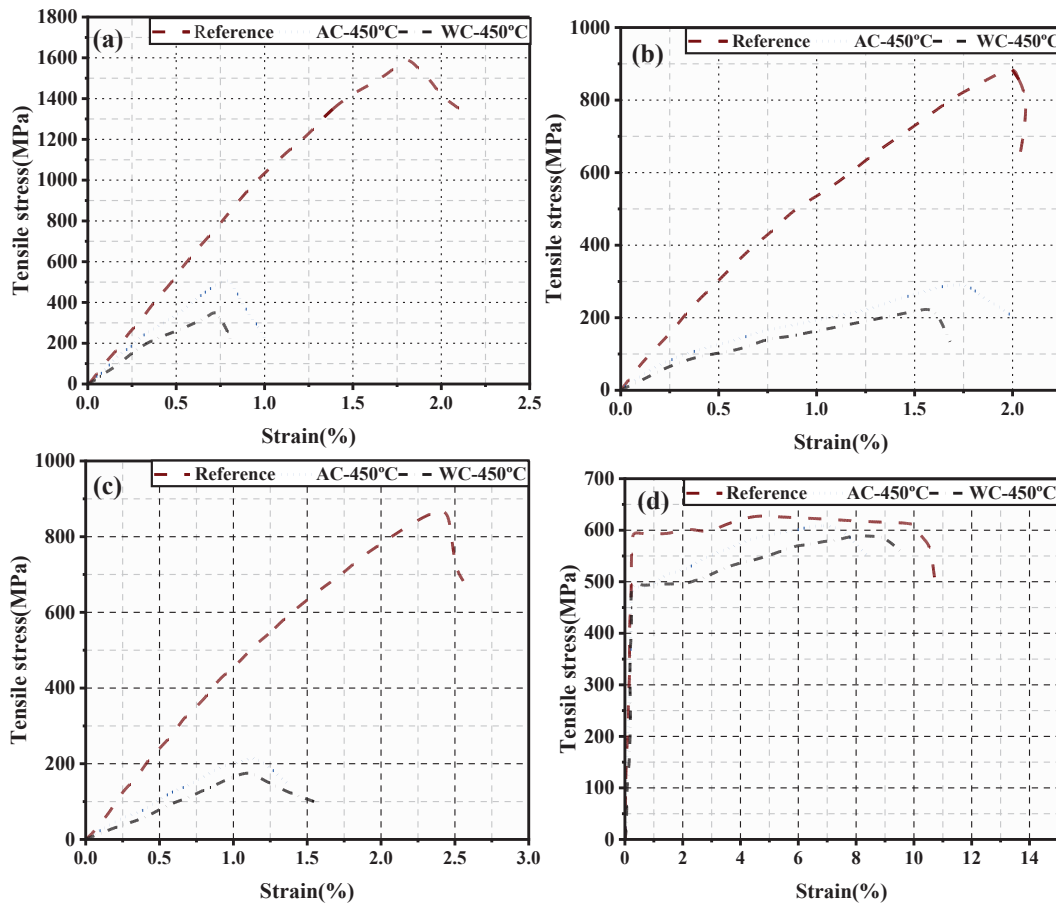 (a)
Reference AC-450ºC WC-450ºC
1800
1600
1400
1200
1000
800
600
400
200
0
Tensile stress(MPa)
0.0 0.5 1.0 1.5 2.0 2.5
Strain(%)
(b)
Reference AC-450ºC WC-450ºC
1000
800
600
400
200
0
Tensile stress(MPa)
0.0 0.5 1.0 1.5 2.0
Strain(%)
(c)
Reference AC-450ºC WC-450ºC
1000
800
600
400
200
0
Tensile stress(MPa)
0.0 0.5 1.0 1.5 2.0 2.5 3.0
Strain(%)
(d)
Reference AC-450ºC WC-450ºC
700
600
500
400
300
200
100
0
Tensile stress(MPa)
0 2 4 6 8 10 12 14
Strain(%)